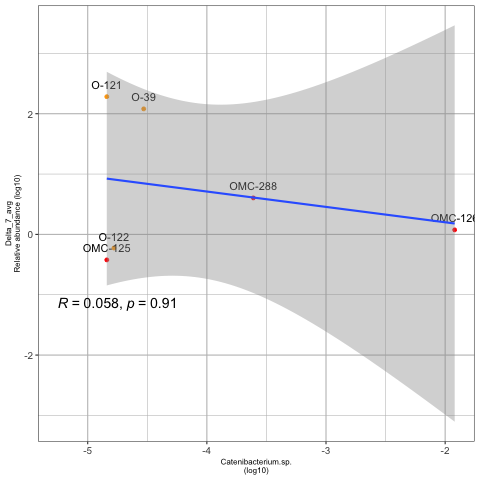 O-121
O-39
OMC-288
OMC-126
O-122
OMC-125
R = 0.058, p = 0.91
2
0
-2
-5
-4
-3
-2
Delta_7_avg
Relative abundance (log10)
Catenibacterium.sp.
(log10)